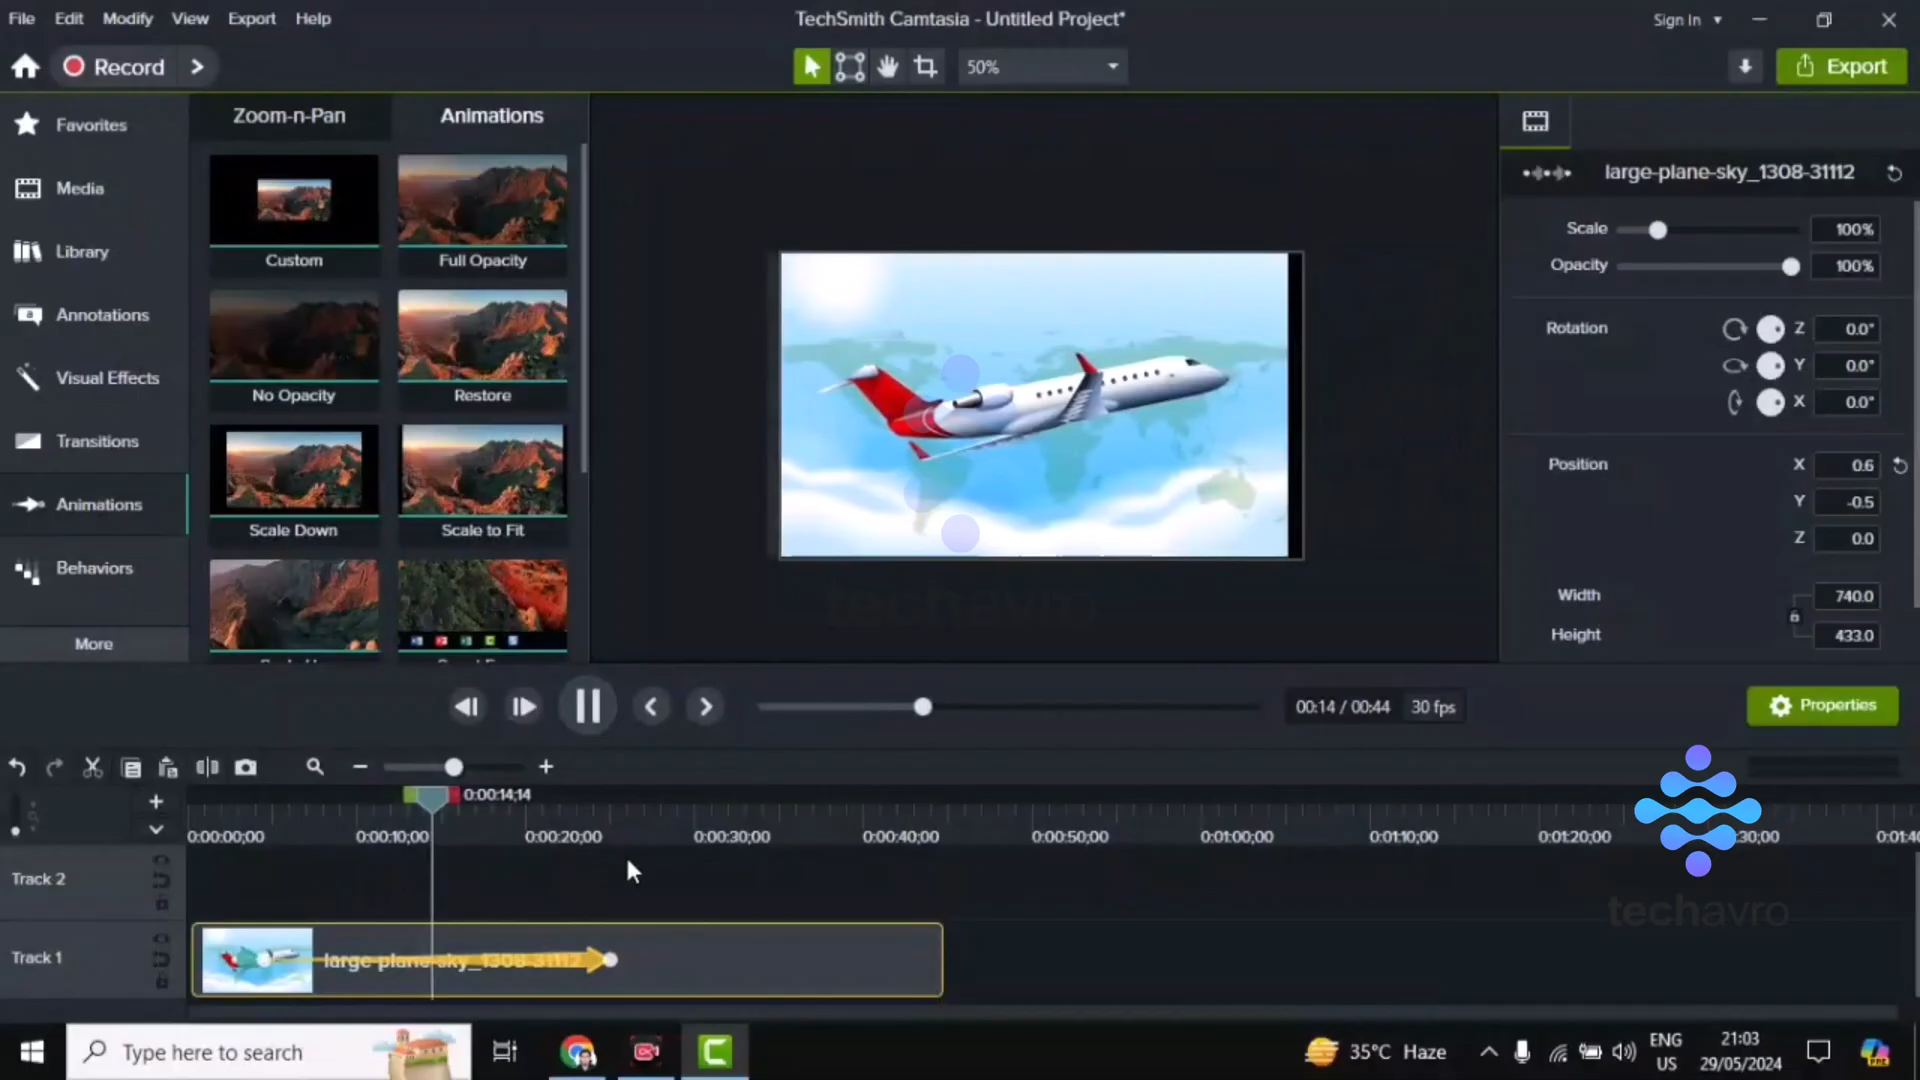 File Edit Modify View Export Help
TechSmith Camtasia - Untitled Project*
Sign In
Record
50%
Export
Favorites
Media
Library
Annotations
Visual Effects
Transitions
Animations
Behaviors
More
Zoom-n-Pan Animations
Custom Full Opacity
No Opacity Restore
Scale Down Scale to Fit
techavro
large-plane-sky_1308-31112
Scale 100%
Opacity 100%
Rotation Z 0.0°
Y 0.0°
X 0.0°
Position X 0.6
Y -0.5
Z 0.0
Width 740.0
Height 433.0
00:14 / 00:44 30 fps
Properties
0:00:14;14
0:00:00;00 0:00:10;00 0:00:20;00 0:00:30;00 0:00:40;00 0:00:50;00 0:01:00;00 0:01:10;00 0:01:20;00
Track 2
Track 1
large-plane-sky_1308-31112
techavro
Type here to search
35°C Haze
ENG
US
21:03
29/05/2024